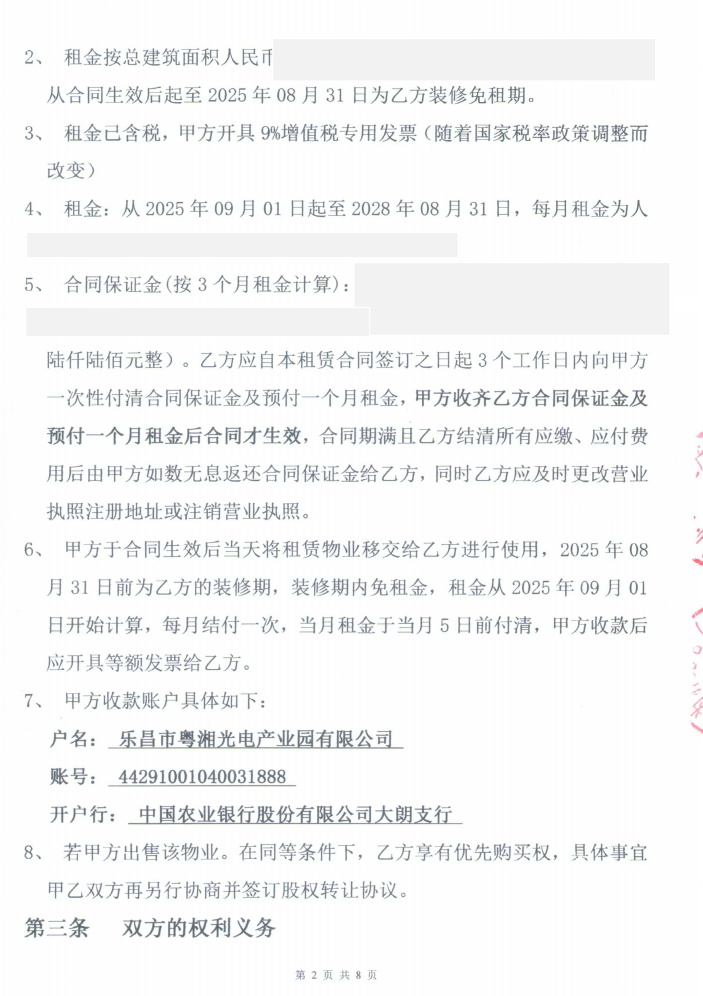 2、 租金按总建筑面积人民币
从合同生效后起至 2025 年 08 月 31 日为乙方装修免租期。
3、 租金已含税，甲方开具 9%增值税专用发票（随着国家税率政策调整而
改变）
4、 租金：从 2025 年 09 月 01 日起至 2028 年 08 月 31 日，每月租金为人
5、 合同保证金(按 3 个月租金计算)：
陆仟陆佰元整）。乙方应自本租赁合同签订之日起 3 个工作日内向甲方
一次性付清合同保证金及预付一个月租金，甲方收齐乙方合同保证金及
预付一个月租金后合同才生效，合同期满且乙方结清所有应缴、应付费
用后由甲方如数无息返还合同保证金给乙方，同时乙方应及时更改营业
执照注册地址或注销营业执照。
6、 甲方于合同生效后当天将租赁物业移交给乙方进行使用，2025 年 08
月 31 日前为乙方的装修期，装修期内免租金，租金从 2025 年 09 月 01
日开始计算，每月结付一次，当月租金于当月 5 日前付清，甲方收款后
应开具等额发票给乙方。
7、 甲方收款账户具体如下：
户名： 乐昌市粤湘光电产业园有限公司
账号： 44291001040031888
开户行： 中国农业银行股份有限公司大朗支行
8、 若甲方出售该物业。在同等条件下，乙方享有优先购买权，具体事宜
甲乙双方再另行协商并签订股权转让协议。
第三条 双方的权利义务
第 2 页 共 8 页